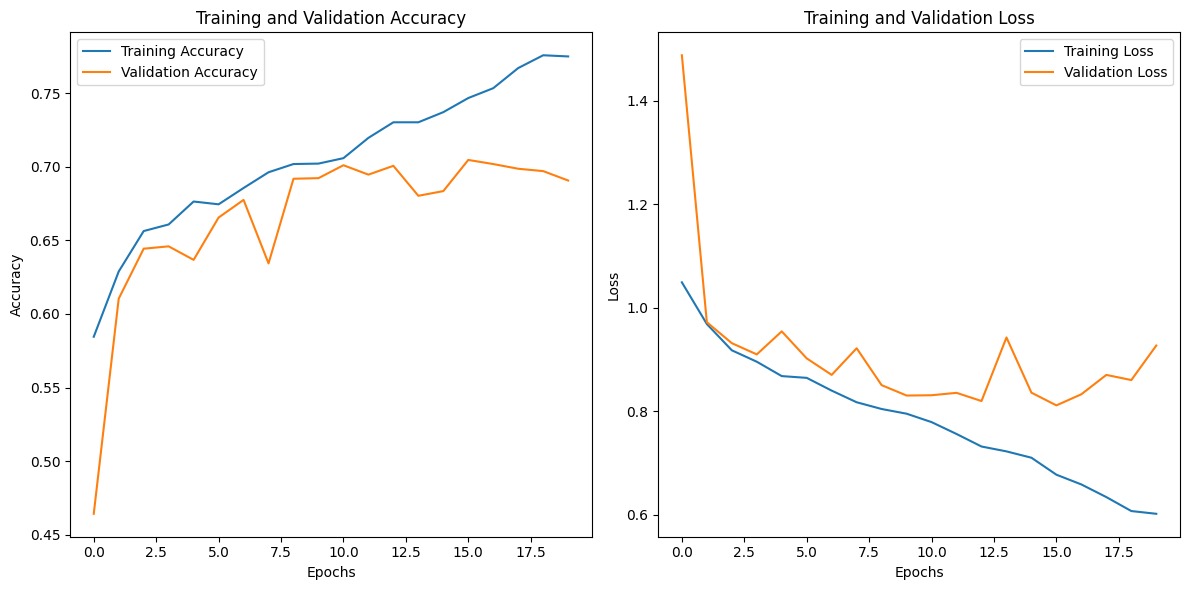 Training and Validation Accuracy
Training Accuracy
Validation Accuracy
Accuracy
0.75
0.70
0.65
0.60
0.55
0.50
0.45
0.0 2.5 5.0 7.5 10.0 12.5 15.0 17.5
Epochs
Training and Validation Loss
Training Loss
Validation Loss
Loss
1.4
1.2
1.0
0.8
0.6
0.0 2.5 5.0 7.5 10.0 12.5 15.0 17.5
Epochs